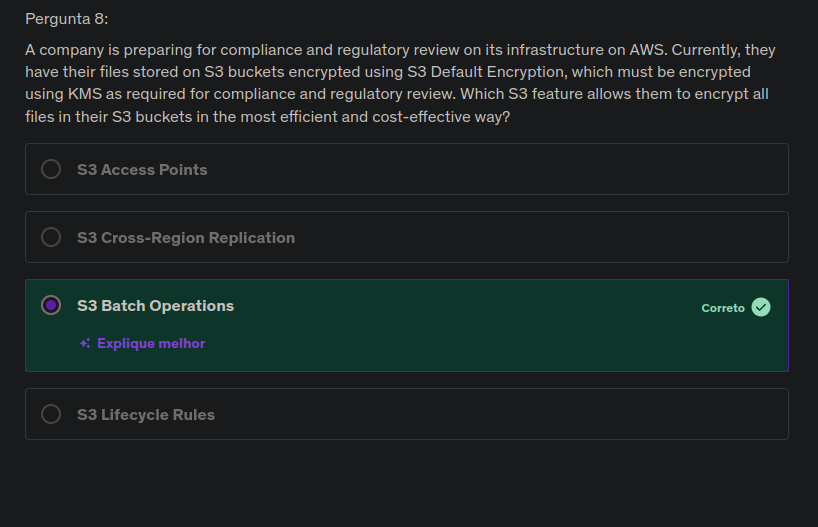 Pergunta 8:
A company is preparing for compliance and regulatory review on its infrastructure on AWS. Currently, they
have their files stored on S3 buckets encrypted using S3 Default Encryption, which must be encrypted
using KMS as required for compliance and regulatory review. Which S3 feature allows them to encrypt all
files in their S3 buckets in the most efficient and cost-effective way?
S3 Access Points
S3 Cross-Region Replication
S3 Batch Operations
Correto
Explique melhor
S3 Lifecycle Rules